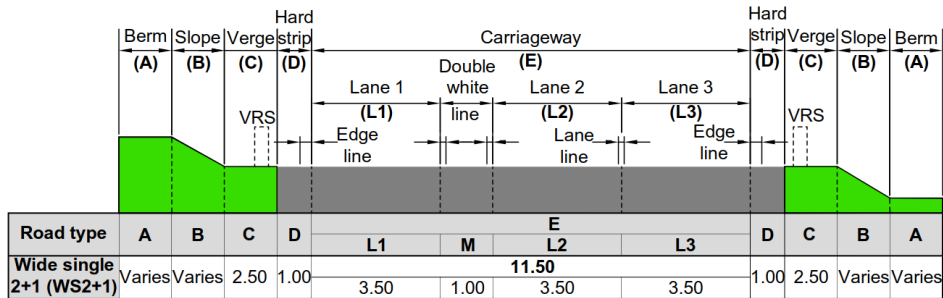 Hard
Hard
Berm Slope Verge strip Carriageway strip Verge Slope Berm
(A) (B) (C) (D) (E) (D) (C) (B) (A)
Double
Lane 1 white Lane 2 Lane 3
(L1) line (L2) (L3)
VRS VRS
Edge Lane Edge
line line line
Road type A B C D E D C B A
L1 M L2 L3
Wide single 11.50
2+1 (WS2+1) Varies Varies 2.50 1.00 1.00 2.50 Varies Varies
3.50 1.00 3.50 3.50